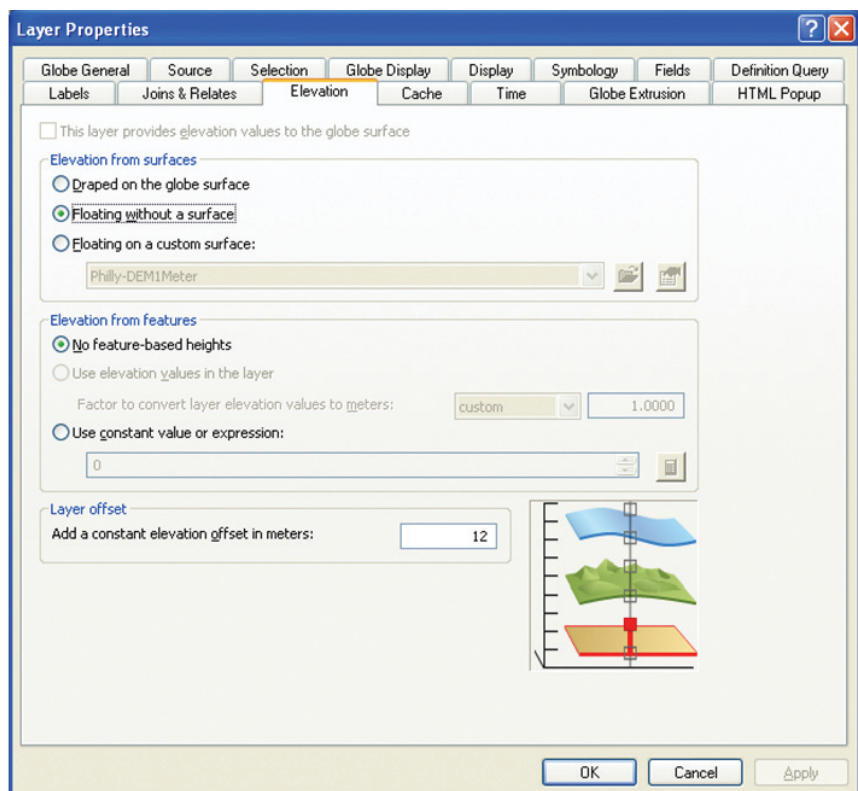 Layer Properties
Globe General Source Selection Globe Display Display Symbology Fields Definition Query
Labels Joins & Relates Elevation Cache Time Globe Extrusion HTML Popup
This layer provides elevation values to the globe surface
Elevation from surfaces
Draped on the globe surface
Floating without a surface
Floating on a custom surface:
Philly-DEM1Meter
Elevation from features
No feature-based heights
Use elevation values in the layer
Factor to convert layer elevation values to meters: custom 1.0000
Use constant value or expression:
0
Layer offset
Add a constant elevation offset in meters: 12
OK Cancel Apply